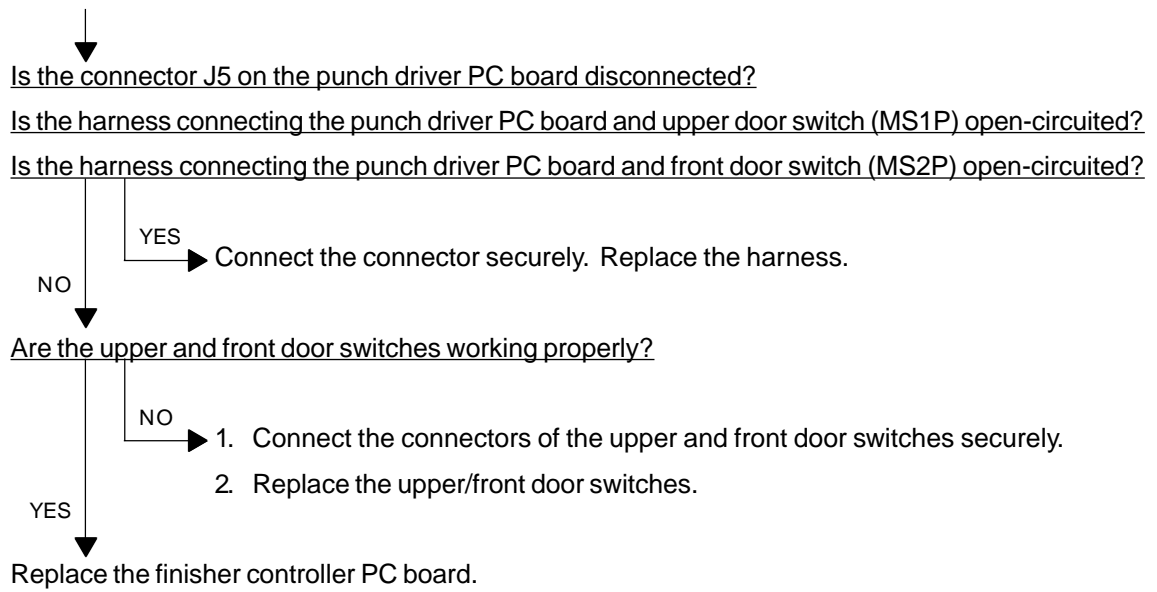 Is the connector J5 on the punch driver PC board disconnected?
Is the harness connecting the punch driver PC board and upper door switch (MS1P) open-circuited?
Is the harness connecting the punch driver PC board and front door switch (MS2P) open-circuited?
YES
Connect the connector securely. Replace the harness.
NO
Are the upper and front door switches working properly?
NO
1. Connect the connectors of the upper and front door switches securely.
2. Replace the upper/front door switches.
YES
Replace the finisher controller PC board.